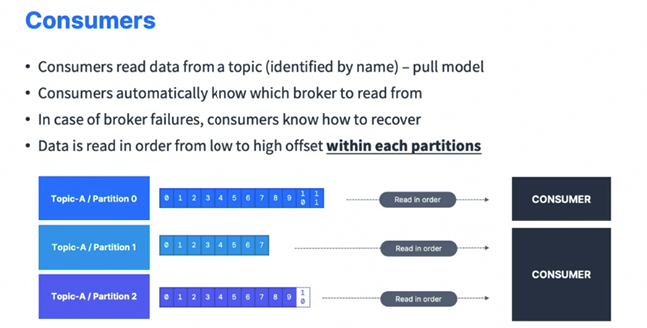 Consumers
• Consumers read data from a topic (identified by name) – pull model
• Consumers automatically know which broker to read from
• In case of broker failures, consumers know how to recover
• Data is read in order from low to high offset within each partitions
Topic-A / Partition 0 0 1 2 3 4 5 6 7 8 9 10 11 Read in order CONSUMER
Topic-A / Partition 1 0 1 2 3 4 5 6 7 Read in order
CONSUMER
Topic-A / Partition 2 0 1 2 3 4 5 6 7 8 9 10 Read in order